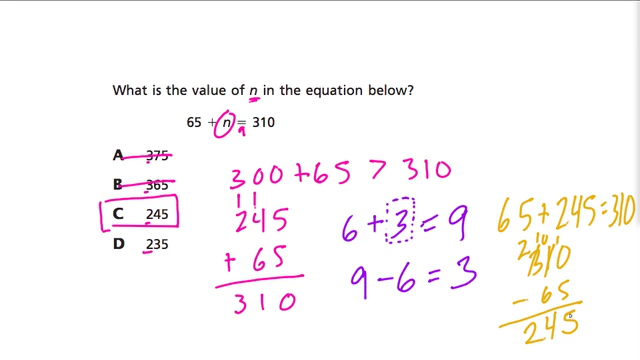 What is the value of n in the equation below?
65 + n = 310
A 375
B 365
C 245
D 235
300 + 65 > 310
11
245
+ 65
310
6 + 3 = 9
9 - 6 = 3
65 + 245 = 310
310
- 65
245